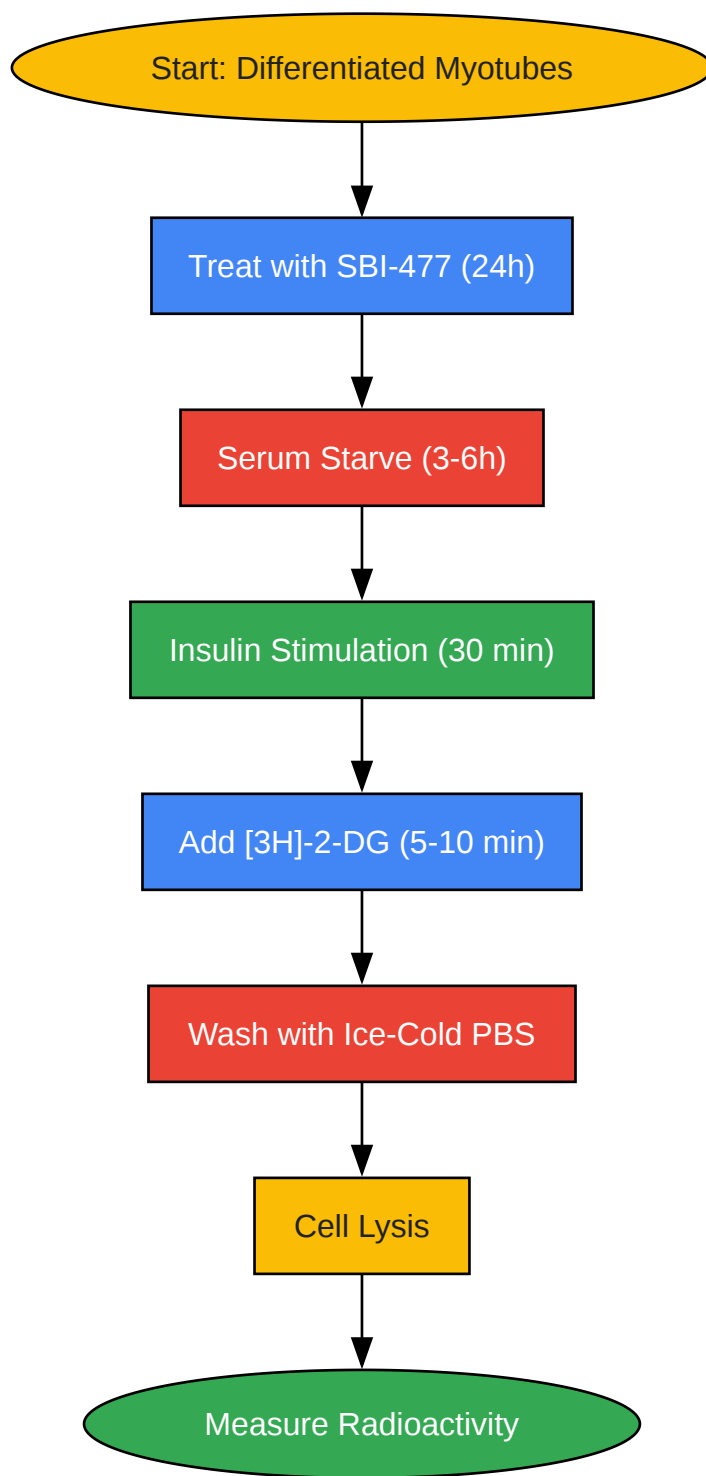 Start: Differentiated Myotubes
Treat with SBI-477 (24h)
Serum Starve (3-6h)
Insulin Stimulation (30 min)
Add [3H]-2-DG (5-10 min)
Wash with Ice-Cold PBS
Cell Lysis
Measure Radioactivity